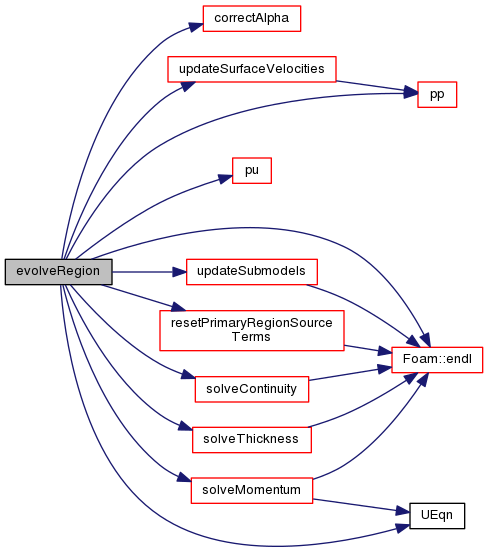 correctAlpha
updateSurfaceVelocities
pp
pu
evolveRegion
updateSubmodels
resetPrimaryRegionSource
Terms
Foam::endl
solveContinuity
solveThickness
solveMomentum
UEqn